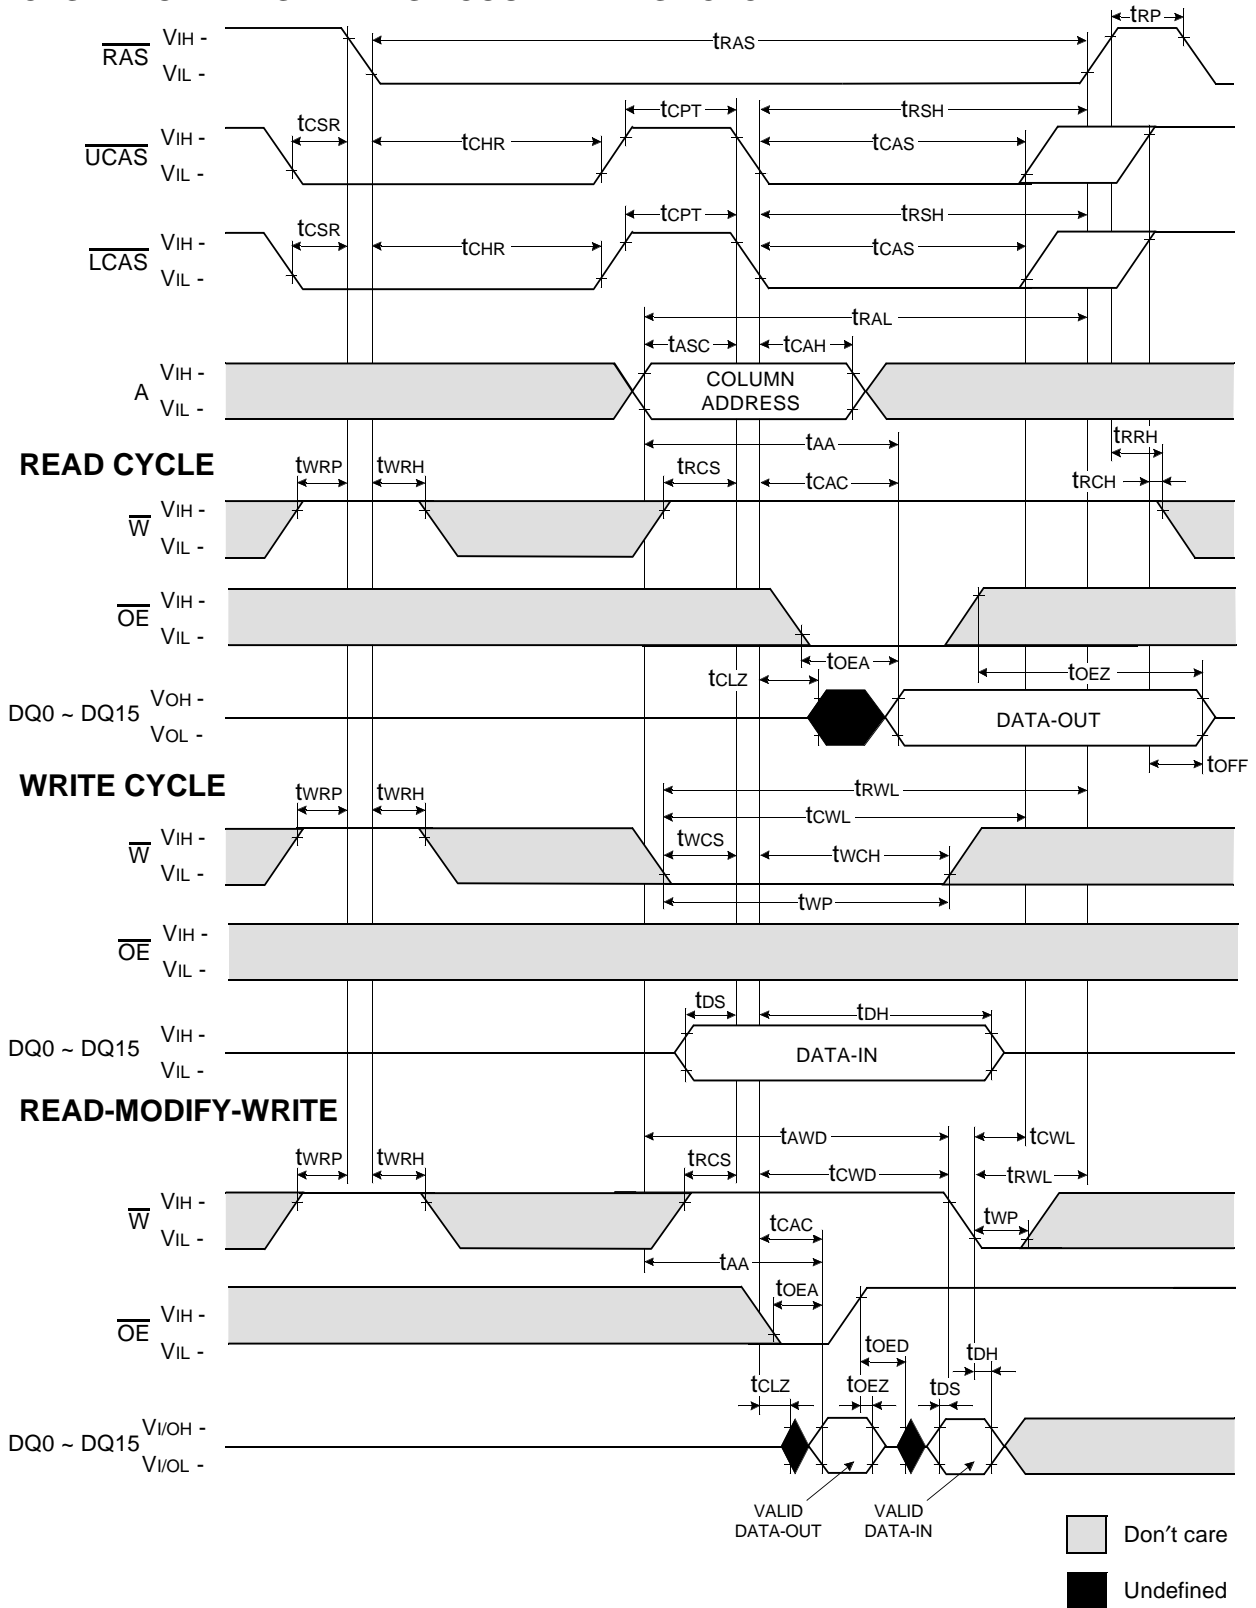 tRP
RAS VIH -
tRAS
VIL -
tCPT tRSH
tCSR
UCAS VIH -
tCHR tCAS
VIL -
tCPT tRSH
tCSR
LCAS VIH -
tCHR tCAS
VIL -
tRAL
tASC tCAH
A VIH -
COLUMN
ADDRESS
VIL -
tAA tRRH
READ CYCLE
tWRP tWRH tRCS tCAC tRCH
W VIH -
VIL -
OE VIH -
VIL -
tOEA
tCLZ tOEZ
DQ0 ~ DQ15 VOH -
DATA-OUT
VOL -
tOFF
WRITE CYCLE
tRWL
tWRP tWRH tCWL
W VIH -
tWCS tWCH
VIL -
tWP
OE VIH -
VIL -
tDS tDH
DQ0 ~ DQ15 VIH -
DATA-IN
VIL -
READ-MODIFY-WRITE
tAWD tCWL
tWRP tWRH tRCS tCWD tRWL
W VIH -
tWP
VIL -
tCAC
tAA
tOEA
OE VIH -
VIL -
tOED tDH
tCLZ tOEZ tDS
DQ0 ~ DQ15 VI/OH -
VI/OL -
VALID
DATA-OUT
VALID
DATA-IN
Don′t care
Undefined